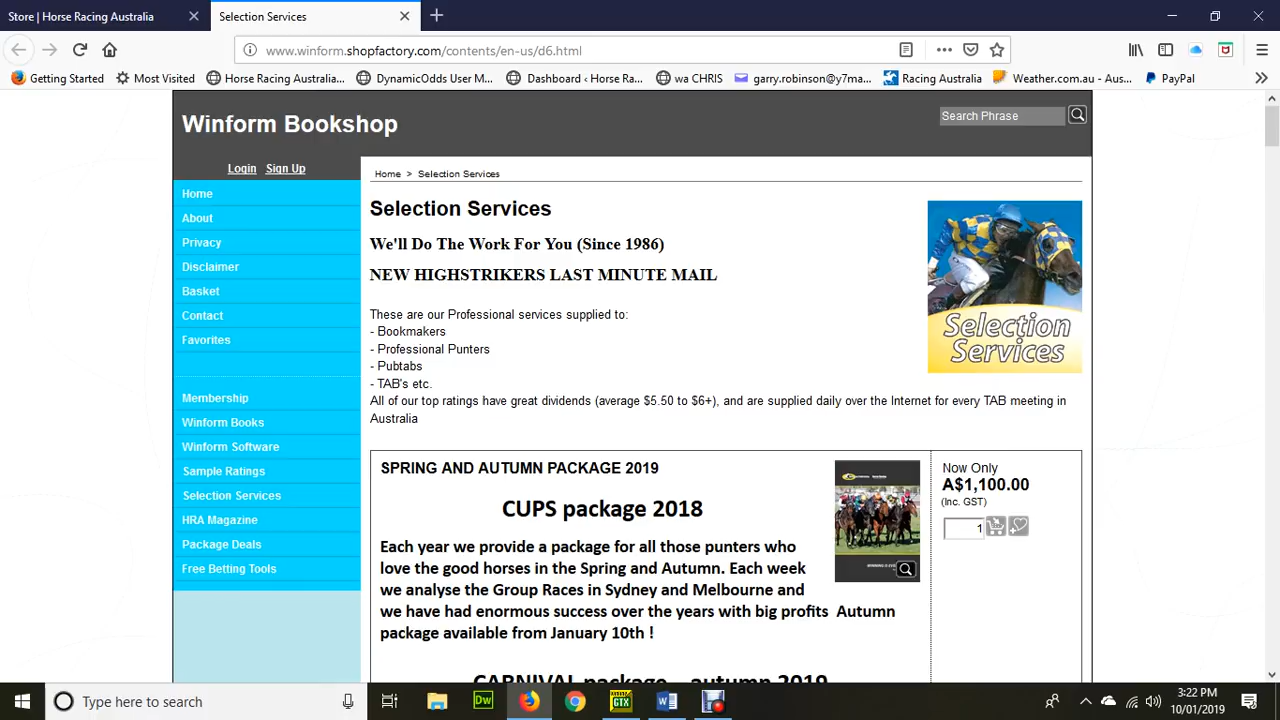 Store | Horse Racing Australia
Selection Services
www.winform.shopfactory.com/contents/en-us/d6.html
Getting Started
Most Visited
Horse Racing Australia...
DynamicOdds User M...
Dashboard ‹ Horse Ra...
wa CHRIS
garry.robinson@y7ma...
Racing Australia
Weather.com.au - Aus...
PayPal
Winform Bookshop
Search Phrase
Login Sign Up
Home > Selection Services
Home
About
Privacy
Disclaimer
Basket
Contact
Favorites
Membership
Winform Books
Winform Software
Sample Ratings
Selection Services
HRA Magazine
Package Deals
Free Betting Tools
Selection Services
We'll Do The Work For You (Since 1986)
NEW HIGHSTRIKERS LAST MINUTE MAIL
These are our Professional services supplied to:
- Bookmakers
- Professional Punters
- Pubtabs
- TAB's etc.
All of our top ratings have great dividends (average $5.50 to $6+), and are supplied daily over the Internet for every TAB meeting in
Australia
Selection
Services
SPRING AND AUTUMN PACKAGE 2019
CUPS package 2018
Each year we provide a package for all those punters who
love the good horses in the Spring and Autumn. Each week
we analyse the Group Races in Sydney and Melbourne and
we have had enormous success over the years with big profits Autumn
package available from January 10th !
CARNIVAL package – autumn 2019
Now Only
A$1,100.00
(Inc. GST)
1
Type here to search
Dw
GTX
3:22 PM
10/01/2019